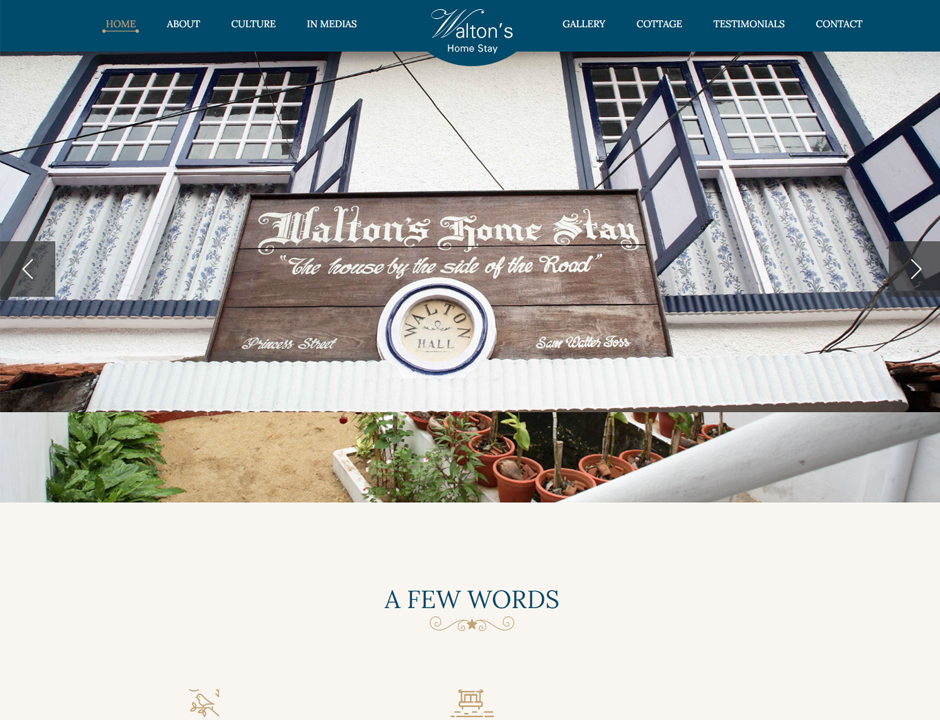 HOME
ABOUT
CULTURE
IN MEDIAS
Walton's
Home Stay
GALLERY
COTTAGE
TESTIMONIALS
CONTACT
Walton's Home Stay
"The house by the side of the Road"
WALTON
HALL
Princess Street
Sam Walter Foss
A FEW WORDS